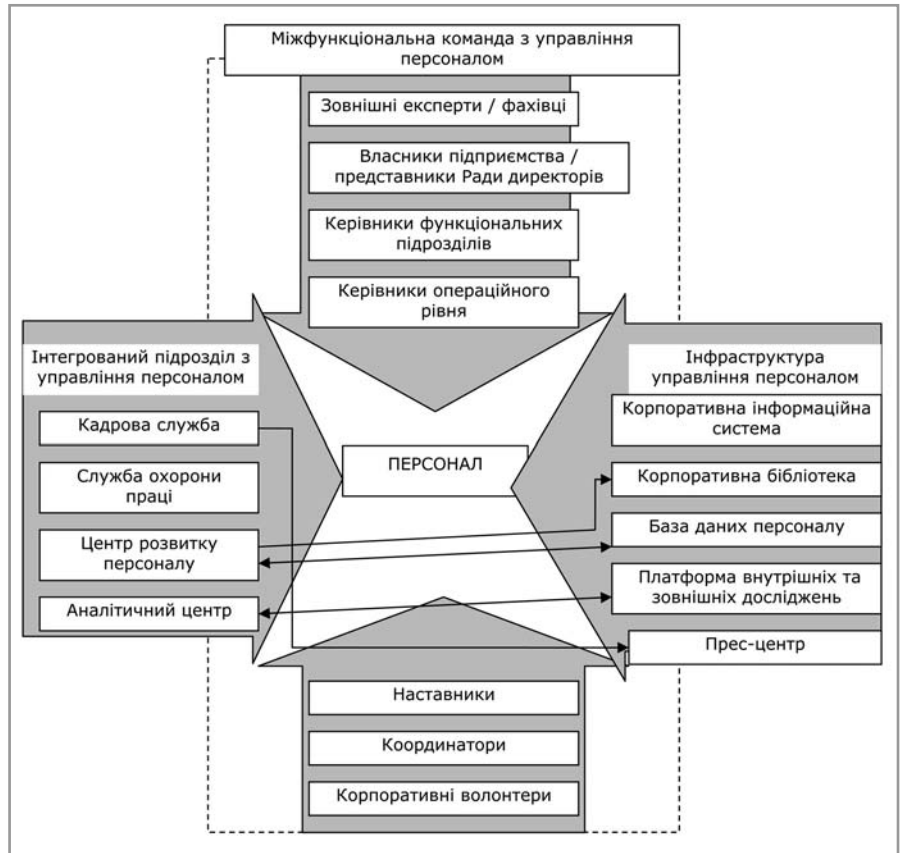 Міжфункціональна команда з управління
персоналом
Зовнішні експерти / фахівці
Власники підприємства /
представники Ради директорів
Керівники функціональних
підрозділів
Керівники операційного
рівня
Інтегрований підрозділ з
управління персоналом
Кадрова служба
Служба охорони
праці
Центр розвитку
персоналу
Аналітичний центр
ПЕРСОНАЛ
Інфраструктура
управління персоналом
Корпоративна інформаційна
система
Корпоративна бібліотека
База даних персоналу
Платформа внутрішніх та
зовнішніх досліджень
Прес-центр
Наставники
Координатори
Корпоративні волонтери